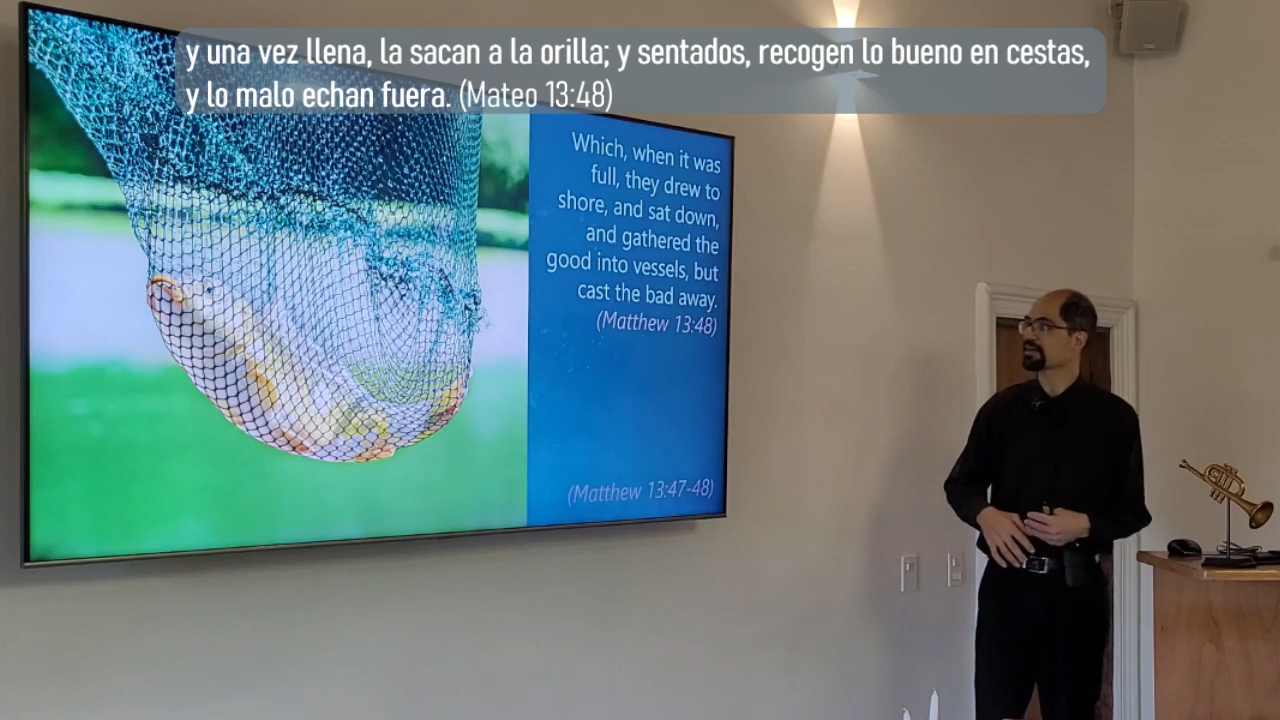 y una vez llena, la sacan a la orilla; y sentados, recogen lo bueno en cestas,
y lo malo echan fuera. (Mateo 13:48)
Which, when it was
full, they drew to
shore, and sat down,
and gathered the
good into vessels, but
cast the bad away.
(Matthew 13:48)
(Matthew 13:47-48)